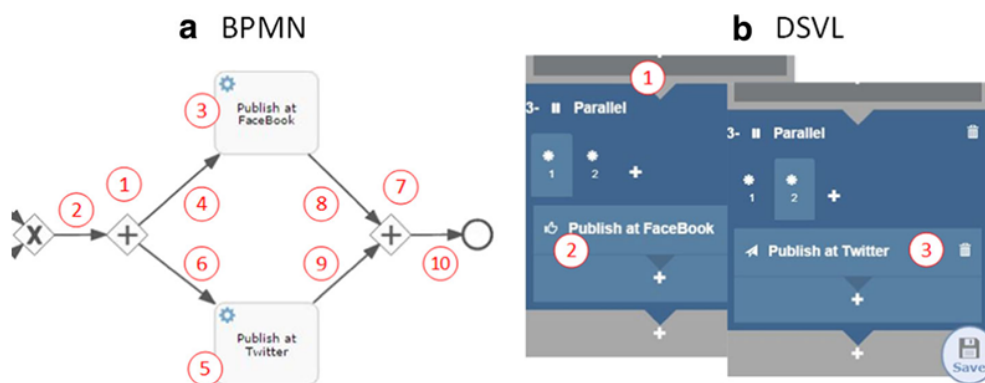 a BPMN
3
Publish at
FaceBook
1
2
4
8
7
X
6
9
10
Publish at
Twitter
5
b DSVL
1
3- Parallel
1 2
Publish at FaceBook
2
3- Parallel
1 2
Publish at Twitter
3
Save